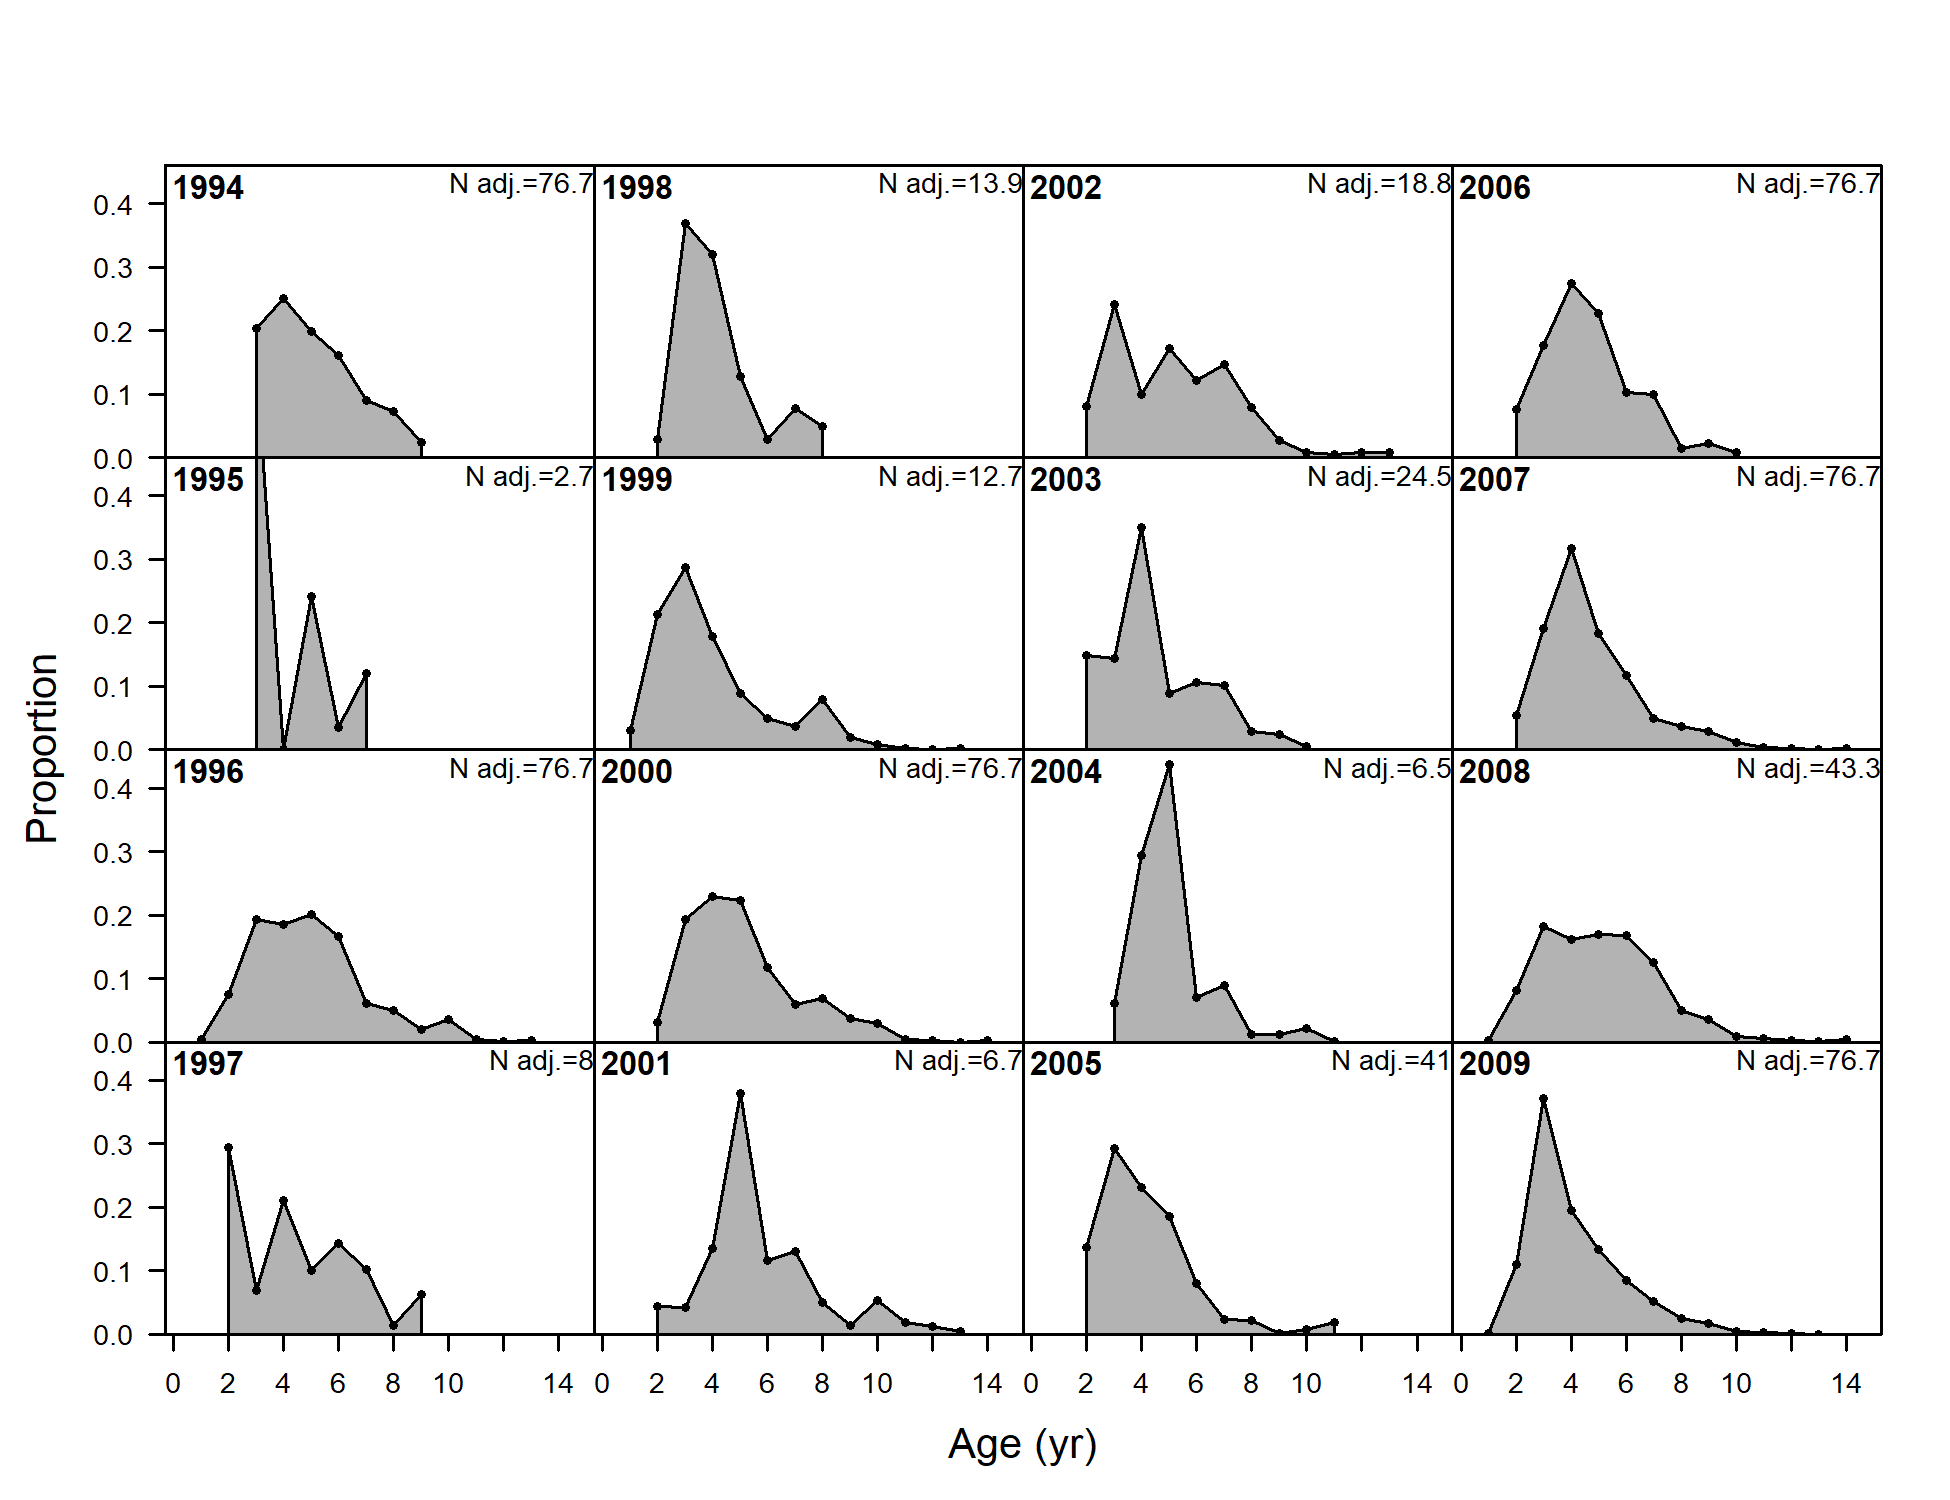 1994 N adj.=76.7 1998 N adj.=13.9 2002 N adj.=18.8 2006 N adj.=76.7
0.4
0.3
0.2
0.1
0.0
1995 N adj.=2.7 1999 N adj.=12.7 2003 N adj.=24.5 2007 N adj.=76.7
0.4
0.3
0.2
0.1
0.0
1996 N adj.=76.7 2000 N adj.=76.7 2004 N adj.=6.5 2008 N adj.=43.3
0.4
0.3
0.2
0.1
0.0
1997 N adj.=8 2001 N adj.=6.7 2005 N adj.=41 2009 N adj.=76.7
0.4
0.3
0.2
0.1
0.0
0 2 4 6 8 10 14 0 2 4 6 8 10 14 0 2 4 6 8 10 14 0 2 4 6 8 10 14
Proportion
Age (yr)